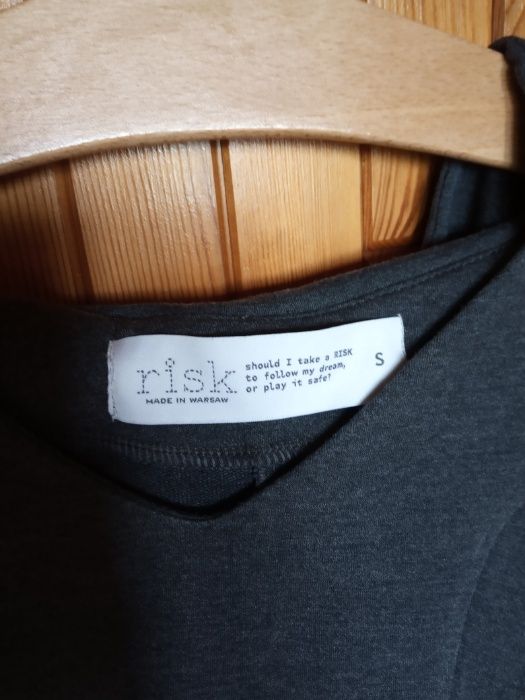 risk
MADE IN WARSAW
should I take a RISK
to follow my dream,
or play it safe?
S